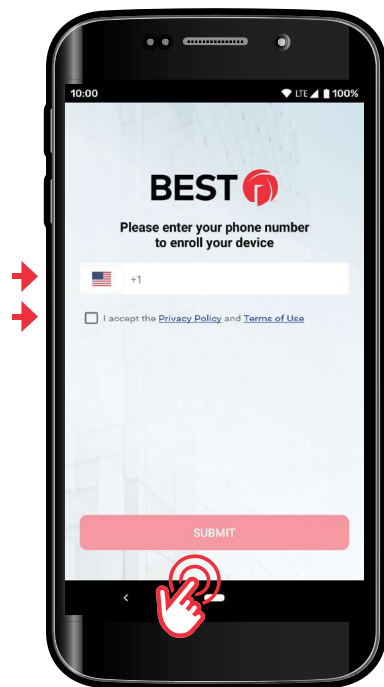 10:00 LTE 100%
BEST
Please enter your phone number
to enroll your device
+1
I accept the Privacy Policy and Terms of Use
SUBMIT